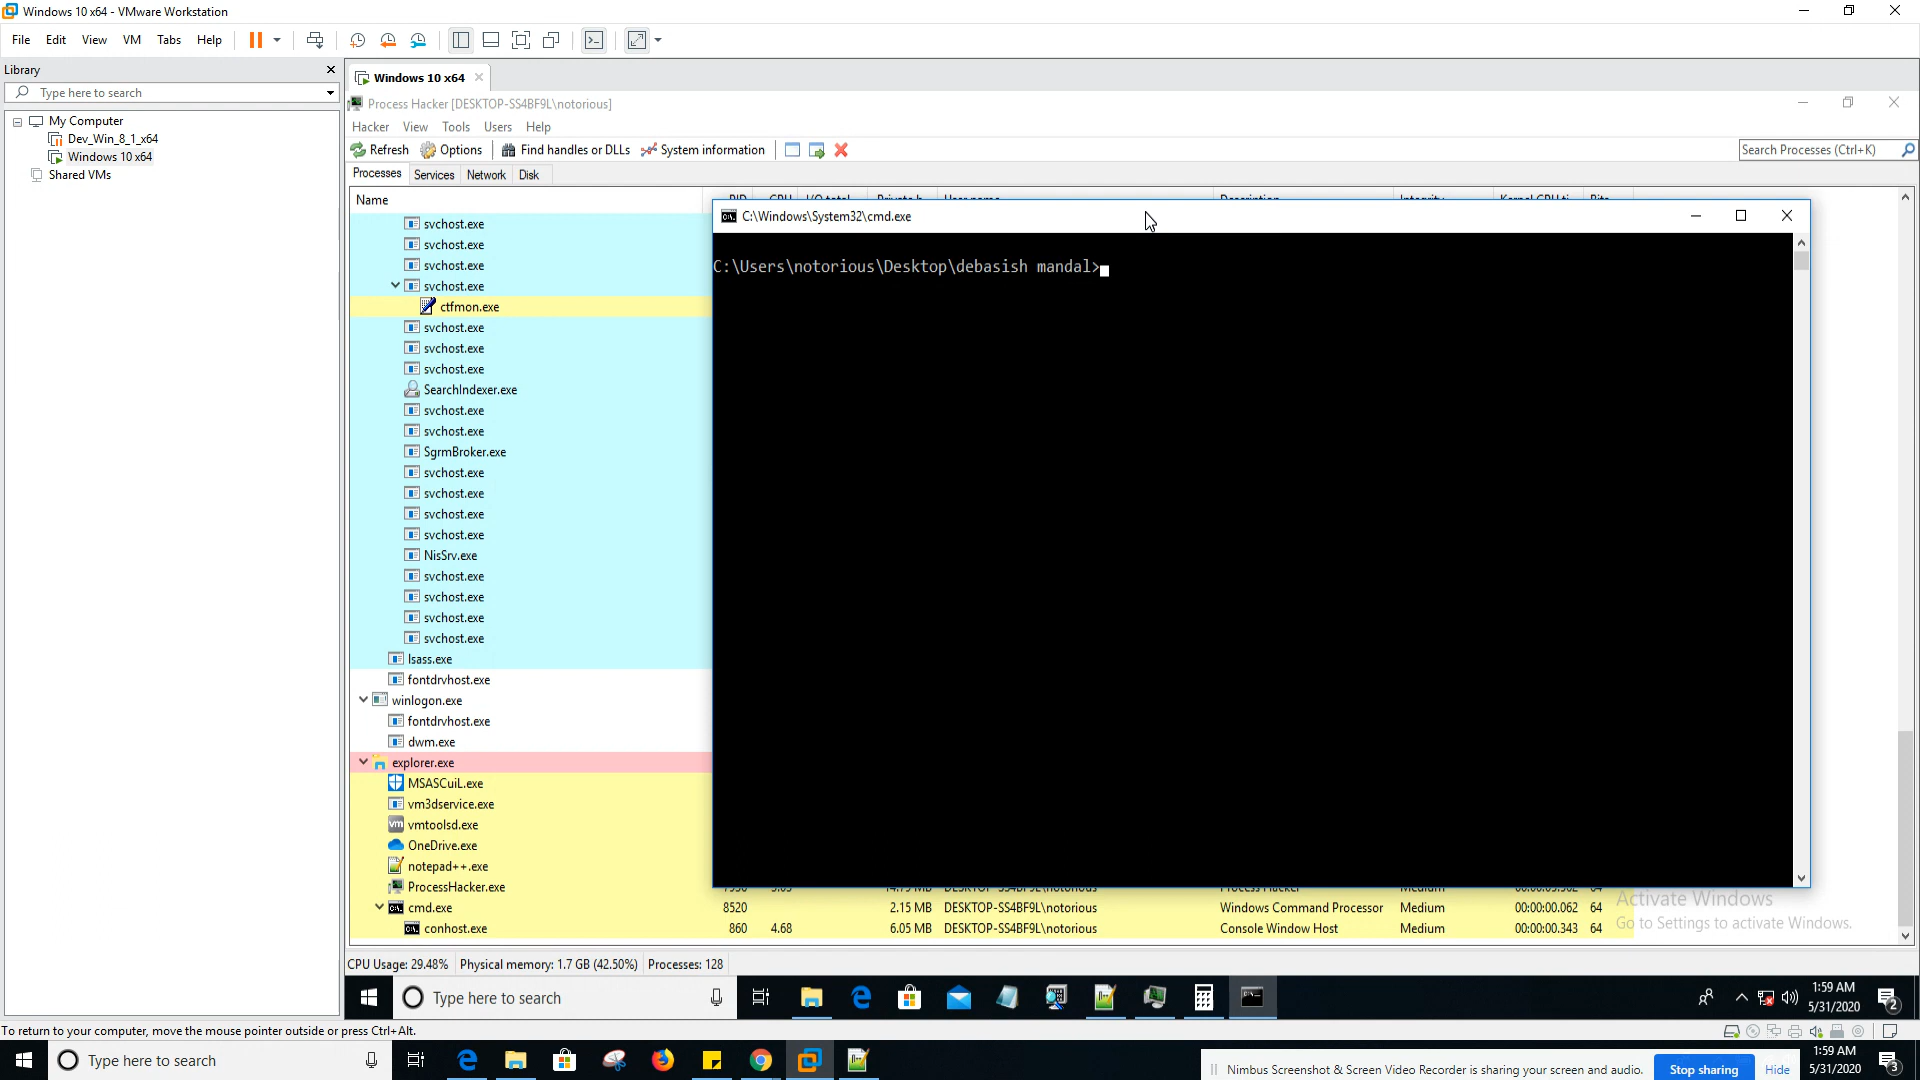 Windows 10 x64 - VMware Workstation
File Edit View VM Tabs Help
Library
Type here to search
My Computer
Dev_Win_8_1_x64
Windows 10 x64
Shared VMs
Windows 10 x64
Process Hacker [DESKTOP-SS4BF9L\notorious]
Hacker View Tools Users Help
Refresh Options Find handles or DLLs System information Search Processes (Ctrl+K)
Processes Services Network Disk
Name
C:\Windows\System32\cmd.exe
C:\Users\notorious\Desktop\debasish mandal>
svchost.exe
svchost.exe
svchost.exe
svchost.exe
ctfmon.exe
svchost.exe
svchost.exe
svchost.exe
SearchIndexer.exe
svchost.exe
svchost.exe
SgrmBroker.exe
svchost.exe
svchost.exe
svchost.exe
svchost.exe
NisSrv.exe
svchost.exe
svchost.exe
svchost.exe
svchost.exe
lsass.exe
fontdrvhost.exe
winlogon.exe
fontdrvhost.exe
dwm.exe
explorer.exe
MSASCuiL.exe
vm3dservice.exe
vmtoolsd.exe
OneDrive.exe
notepad++.exe
ProcessHacker.exe
cmd.exe 8520 2.15 MB DESKTOP-SS4BF9L\notorious Windows Command Processor Medium 00:00:00.062 64
conhost.exe 860 4.68 6.05 MB DESKTOP-SS4BF9L\notorious Console Window Host Medium 00:00:00.343 64
Activate Windows
Go to Settings to activate Windows.
CPU Usage: 29.48% Physical memory: 1.7 GB (42.50%) Processes: 128
Type here to search
1:59 AM
5/31/2020
2
To return to your computer, move the mouse pointer outside or press Ctrl+Alt.
Type here to search
Nimbus Screenshot & Screen Video Recorder is sharing your screen and audio. Stop sharing Hide
1:59 AM
5/31/2020
3